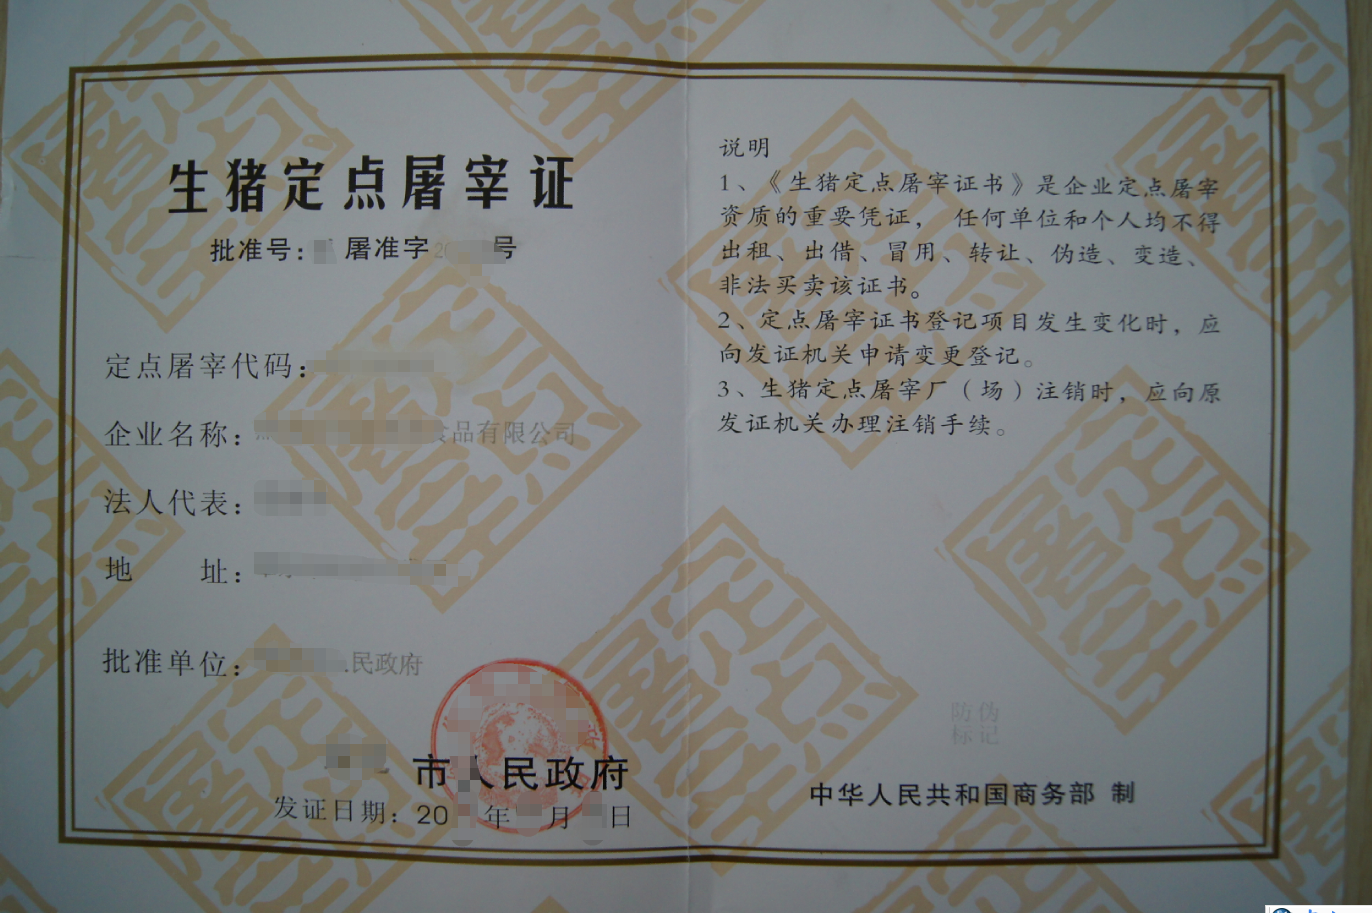 生猪定点屠宰证
批准号: 屠准字 号
定点屠宰代码:
企业名称: 食品有限公司
法人代表:
地 址:
批准单位: 民政府
市人民政府
发证日期: 20 年 月 日
说明
1、《生猪定点屠宰证书》是企业定点屠宰
资质的重要凭证， 任何单位和个人均不得
出租、出借、冒用、转让、伪造、变造、
非法买卖该证书。
2、定点屠宰证书登记项目发生变化时，应
向发证机关申请变更登记。
3、生猪定点屠宰厂（场）注销时，应向原
发证机关办理注销手续。
防伪
标记
中华人民共和国商务部 制